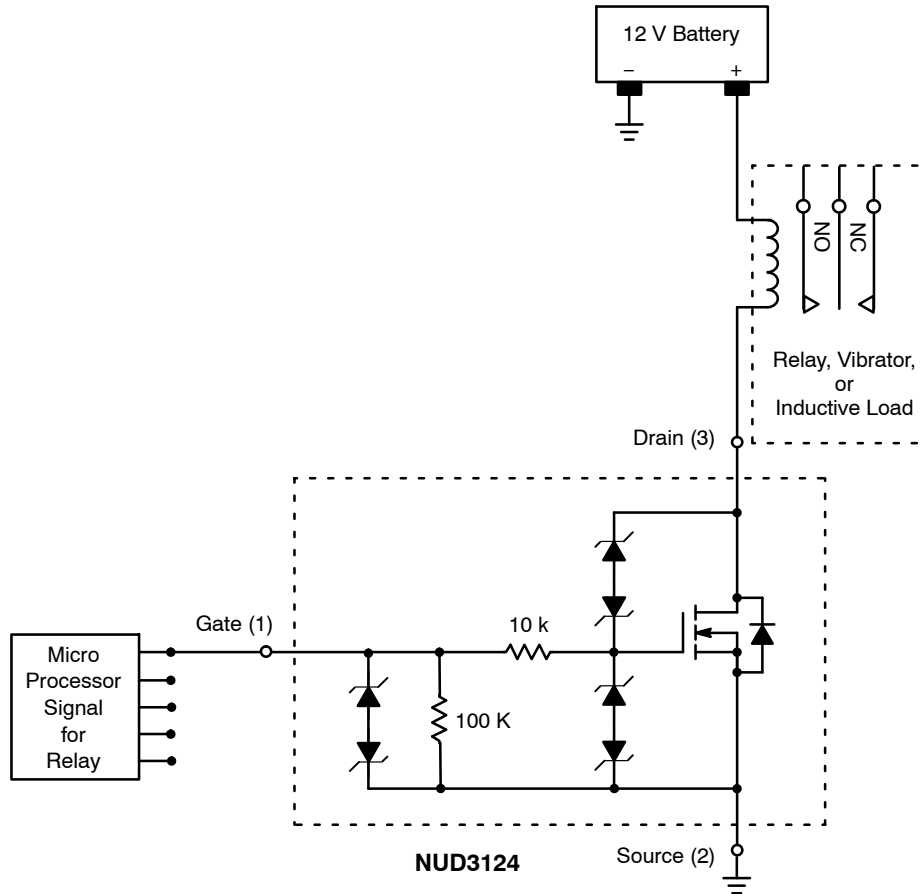 12 V Battery
– +
NO
NC
Relay, Vibrator,
or
Inductive Load
Drain (3)
Gate (1)
10 k
Micro
Processor
Signal
for
Relay
100 K
NUD3124
Source (2)